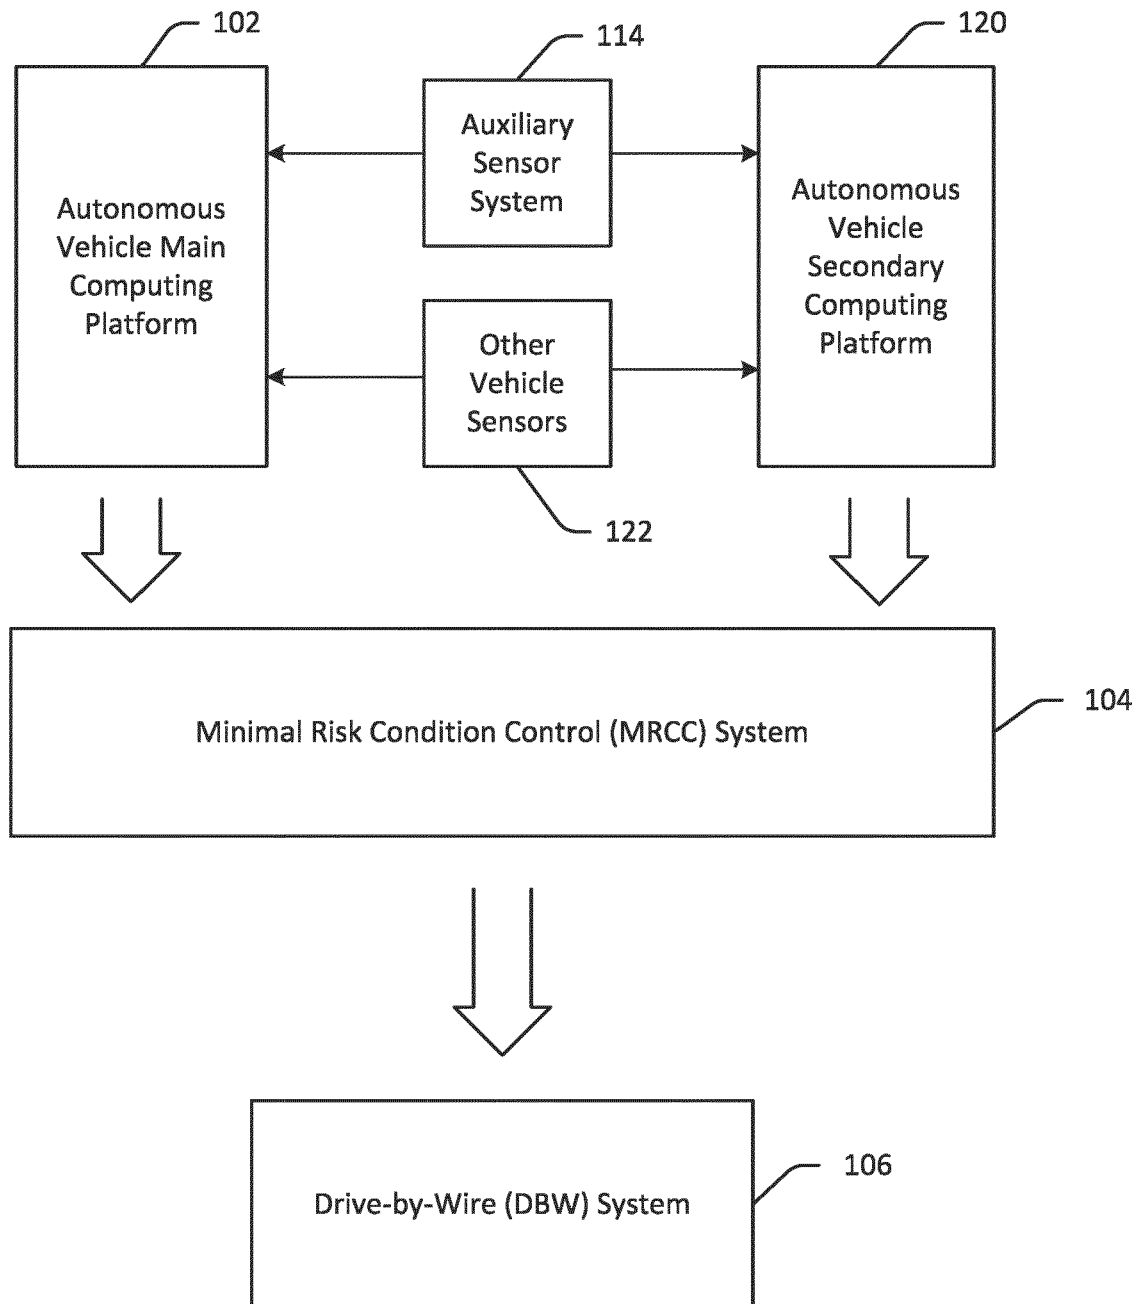 102
114
120
Auxiliary
Sensor
System
Autonomous
Vehicle Main
Computing
Platform
Autonomous
Vehicle
Secondary
Computing
Platform
Other
Vehicle
Sensors
122
104
Minimal Risk Condition Control (MRCC) System
106
Drive-by-Wire (DBW) System